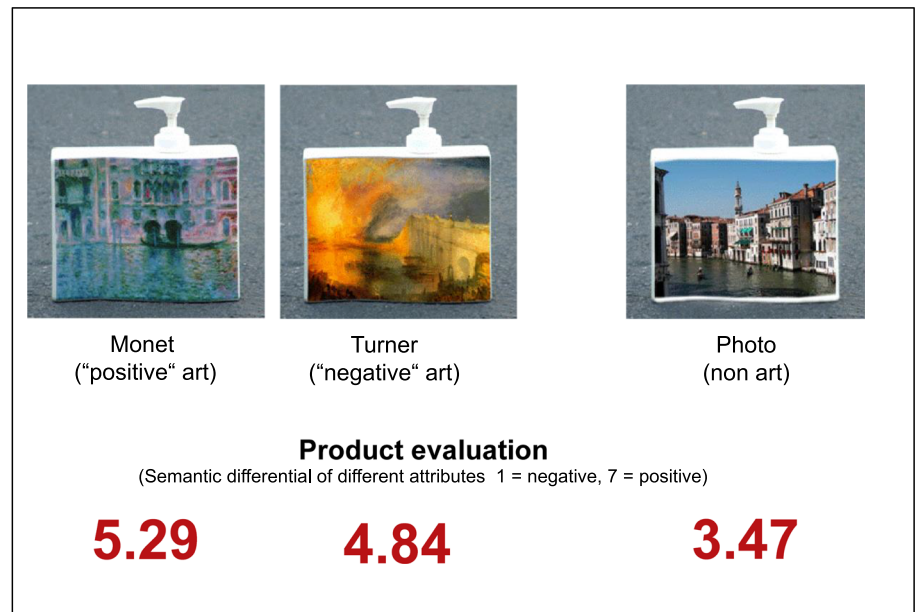 Monet
(“positive“ art)
Turner
(“negative“ art)
Photo
(non art)
Product evaluation
(Semantic differential of different attributes 1 = negative, 7 = positive)
5.29
4.84
3.47